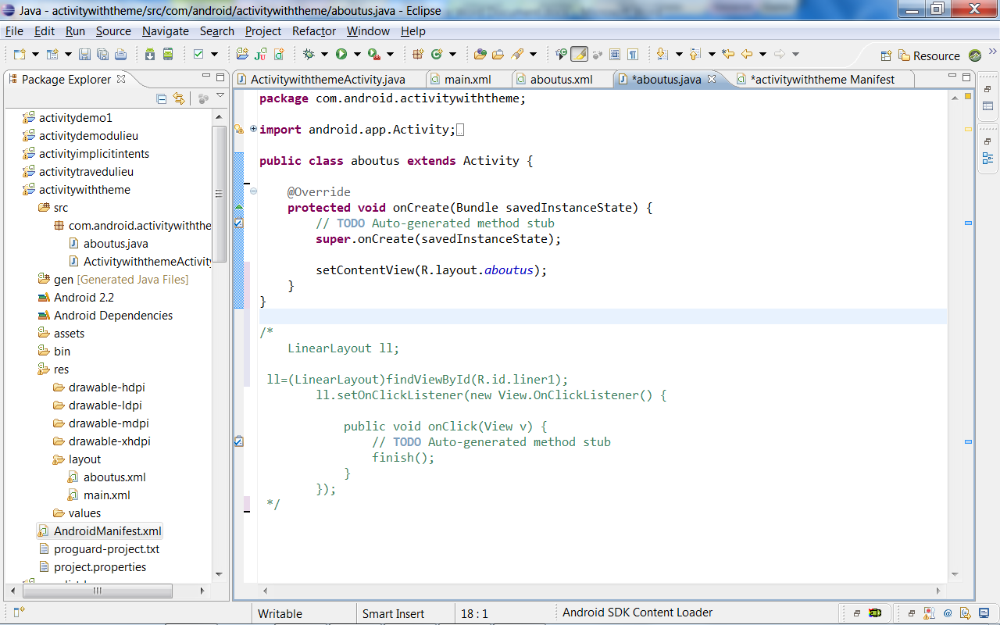 Java - activitywiththeme/src/com/android/activitywiththeme/aboutus.java - Eclipse
File Edit Run Source Navigate Search Project Refactor Window Help
Resource
Package Explorer
ActivitywiththemeActivity.java main.xml aboutus.xml *aboutus.java *activitywiththeme Manifest
activitydemo1
activitydemodulieu
activityimplicitintents
activitytravedulieu
activitywiththeme
src
com.android.activitywiththe
aboutus.java
ActivitywiththemeActivity
gen [Generated Java Files]
Android 2.2
Android Dependencies
assets
bin
res
drawable-hdpi
drawable-ldpi
drawable-mdpi
drawable-xhdpi
layout
aboutus.xml
main.xml
values
AndroidManifest.xml
proguard-project.txt
project.properties
package com.android.activitywiththeme;
import android.app.Activity;
public class aboutus extends Activity {
@Override
protected void onCreate(Bundle savedInstanceState) {
// TODO Auto-generated method stub
super.onCreate(savedInstanceState);
setContentView(R.layout.aboutus);
}
}
/*
LinearLayout ll;
ll=(LinearLayout)findViewById(R.id.liner1);
ll.setOnClickListener(new View.OnClickListener() {
public void onClick(View v) {
// TODO Auto-generated method stub
finish();
}
});
*/
Writable Smart Insert 18 : 1 Android SDK Content Loader